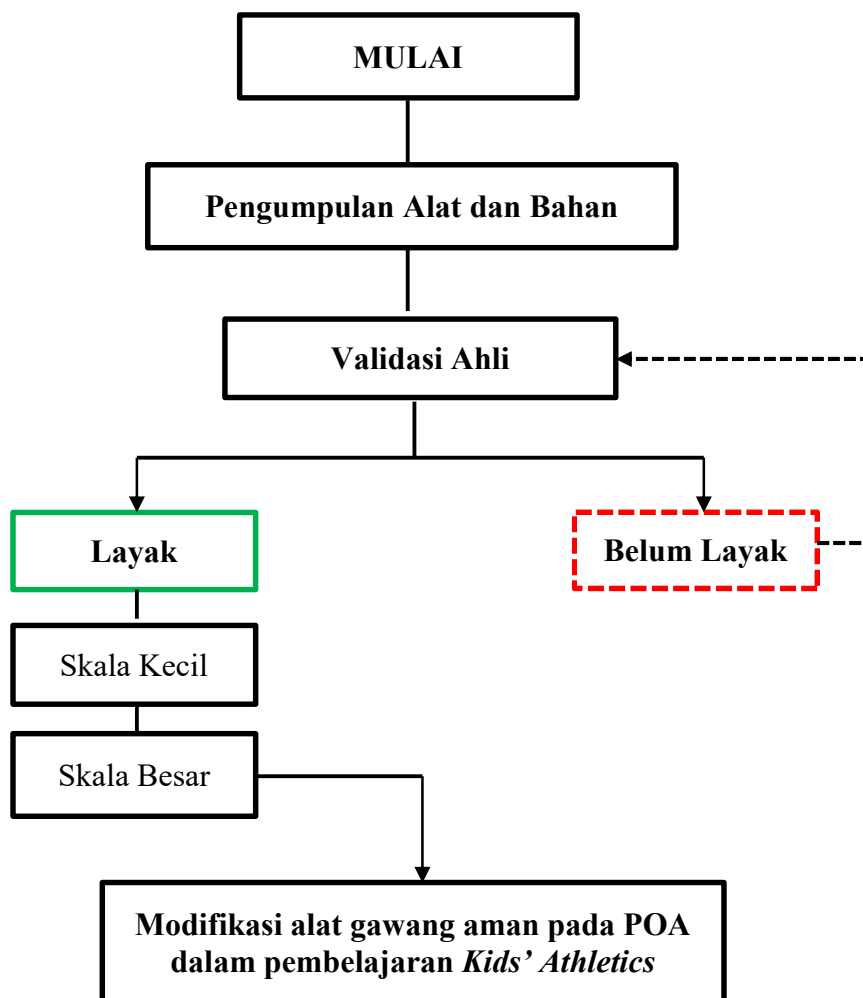 MULAI
Pengumpulan Alat dan Bahan
Validasi Ahli
Layak
Belum Layak
Skala Kecil
Skala Besar
Modifikasi alat gawang aman pada POA
dalam pembelajaran Kids’ Athletics